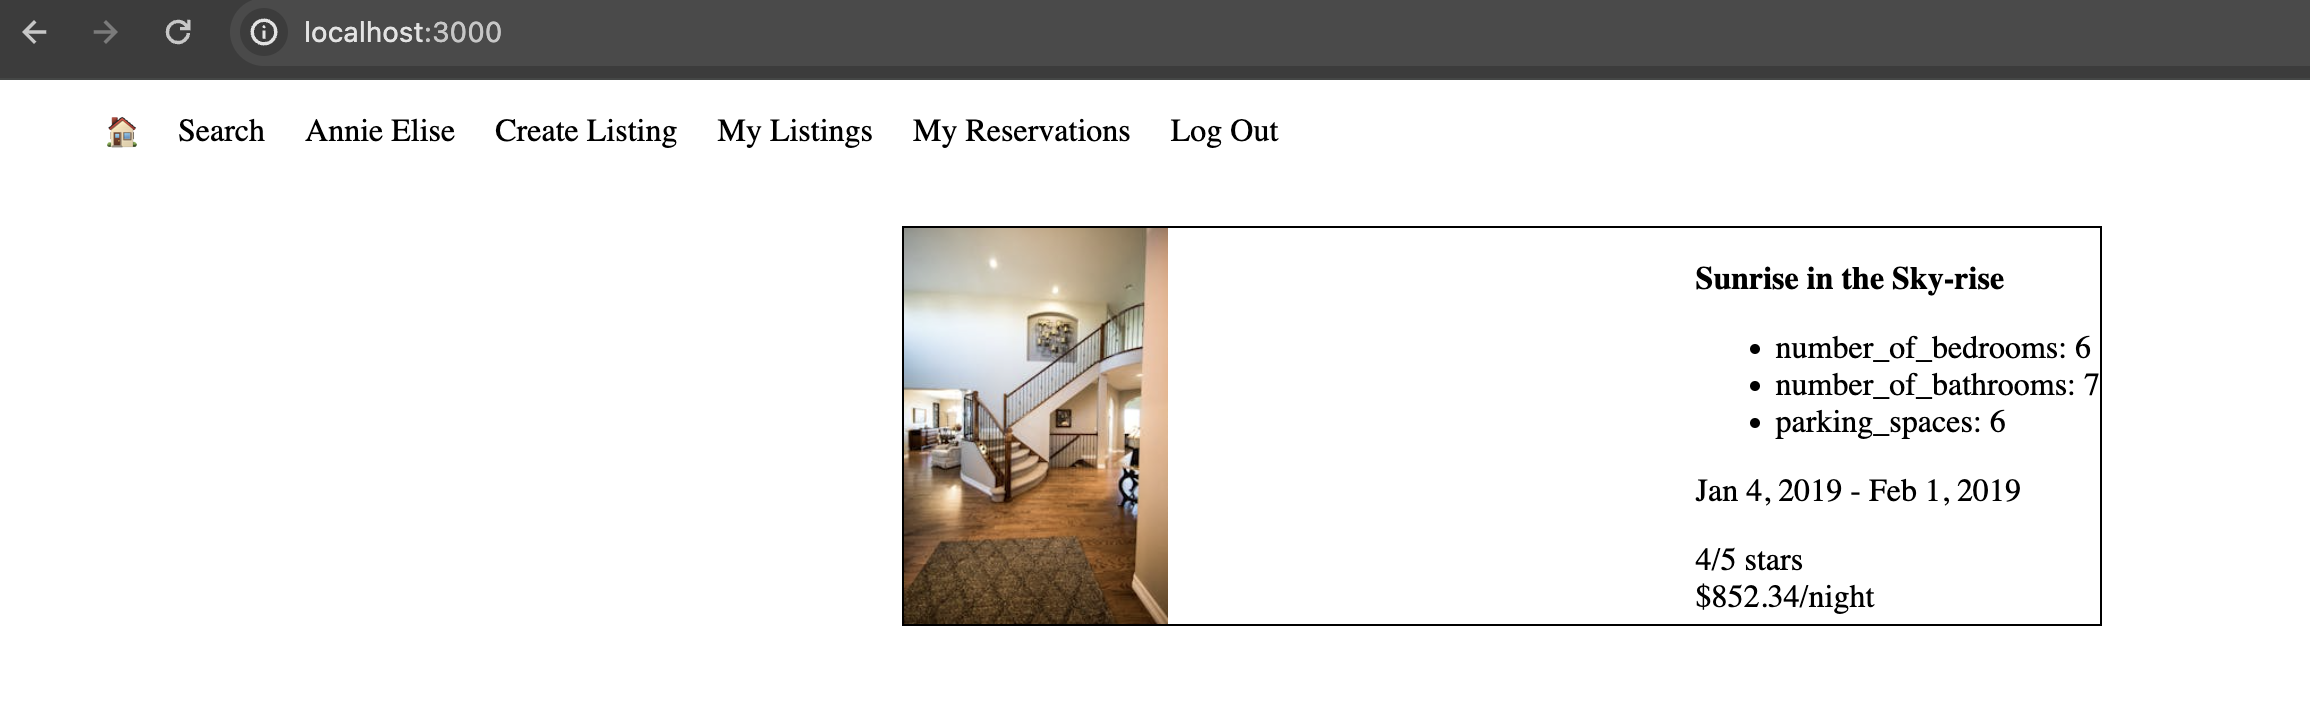 localhost:3000
Search Annie Elise Create Listing My Listings My Reservations Log Out
Sunrise in the Sky-rise
• number_of_bedrooms: 6
• number_of_bathrooms: 7
• parking_spaces: 6
Jan 4, 2019 - Feb 1, 2019
4/5 stars
$852.34/night